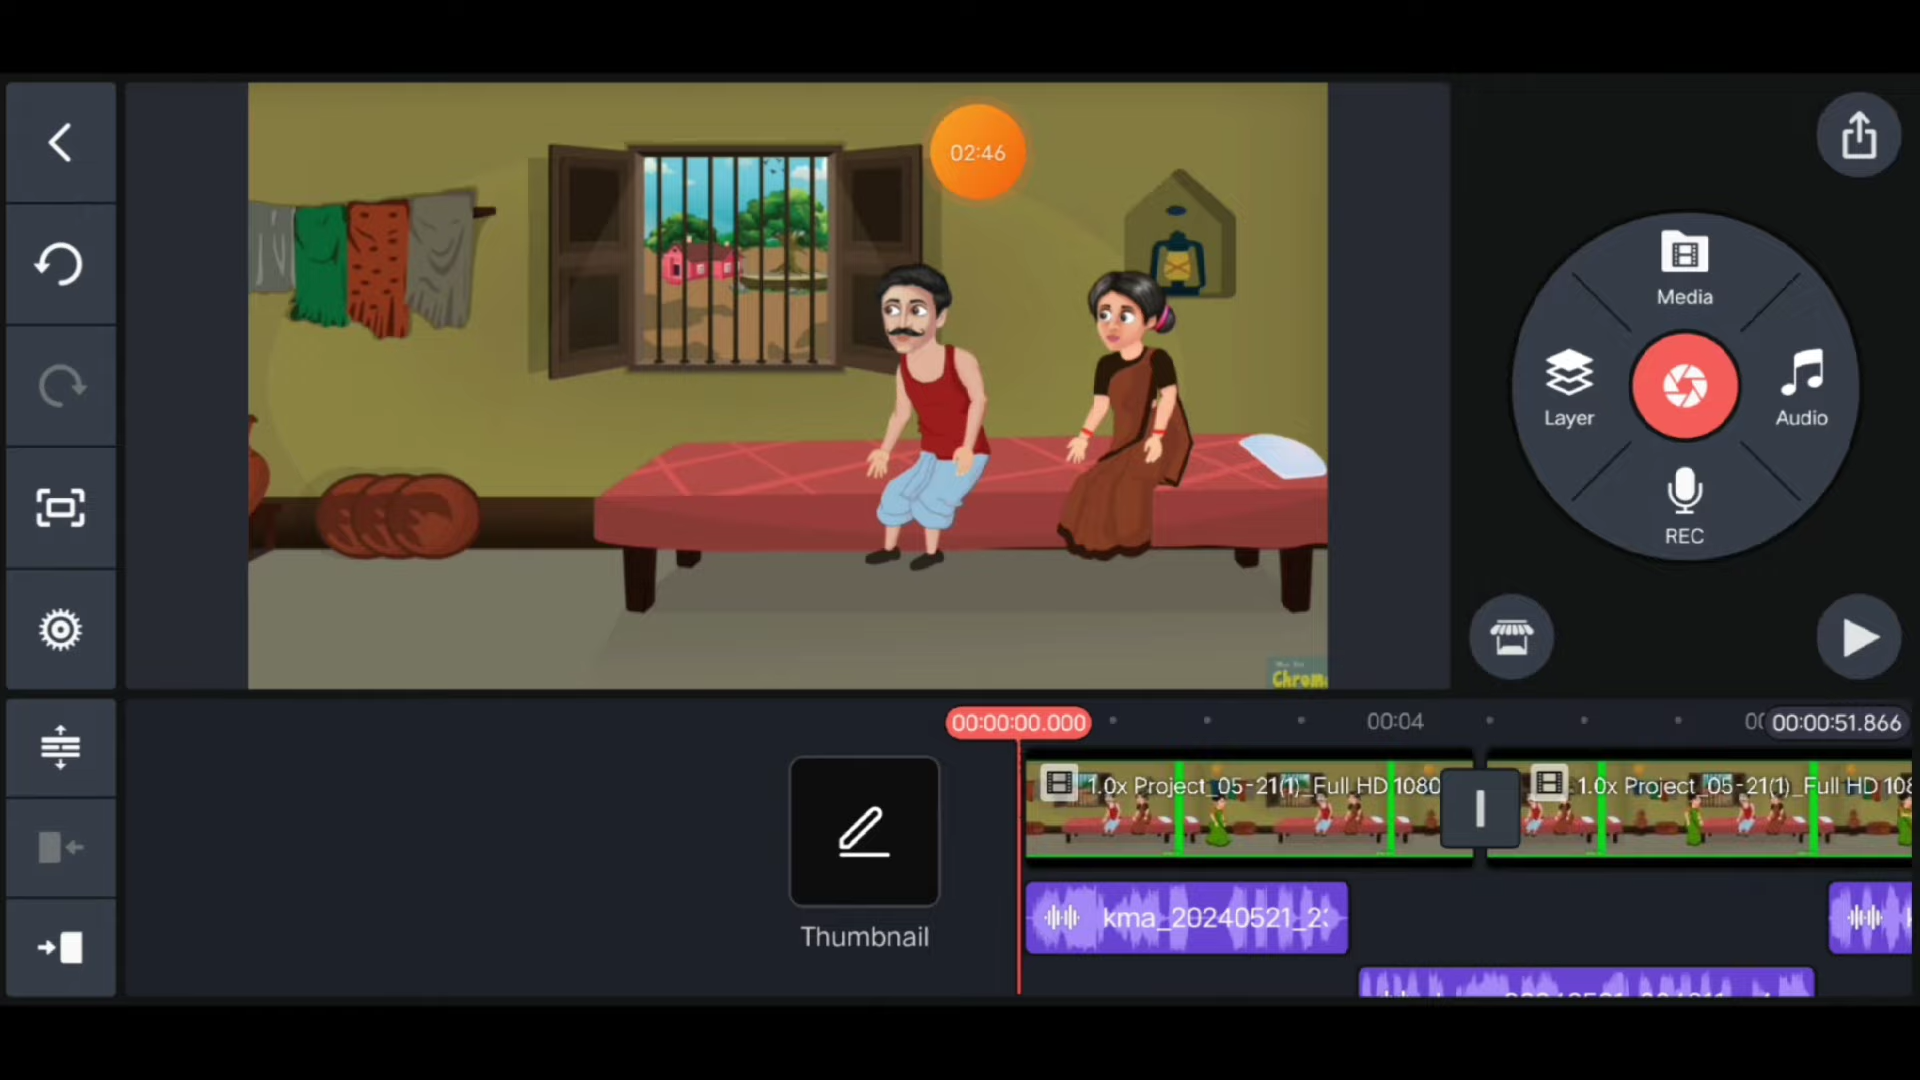 02:46
Media
Layer
Audio
REC
Chrom
00:00:00.000
00:04
00:00:51.866
1.0x Project_05-21(1)_Full HD 1080
1.0x Project_05-21(1)_Full HD 108
Thumbnail
kma_20240521_2